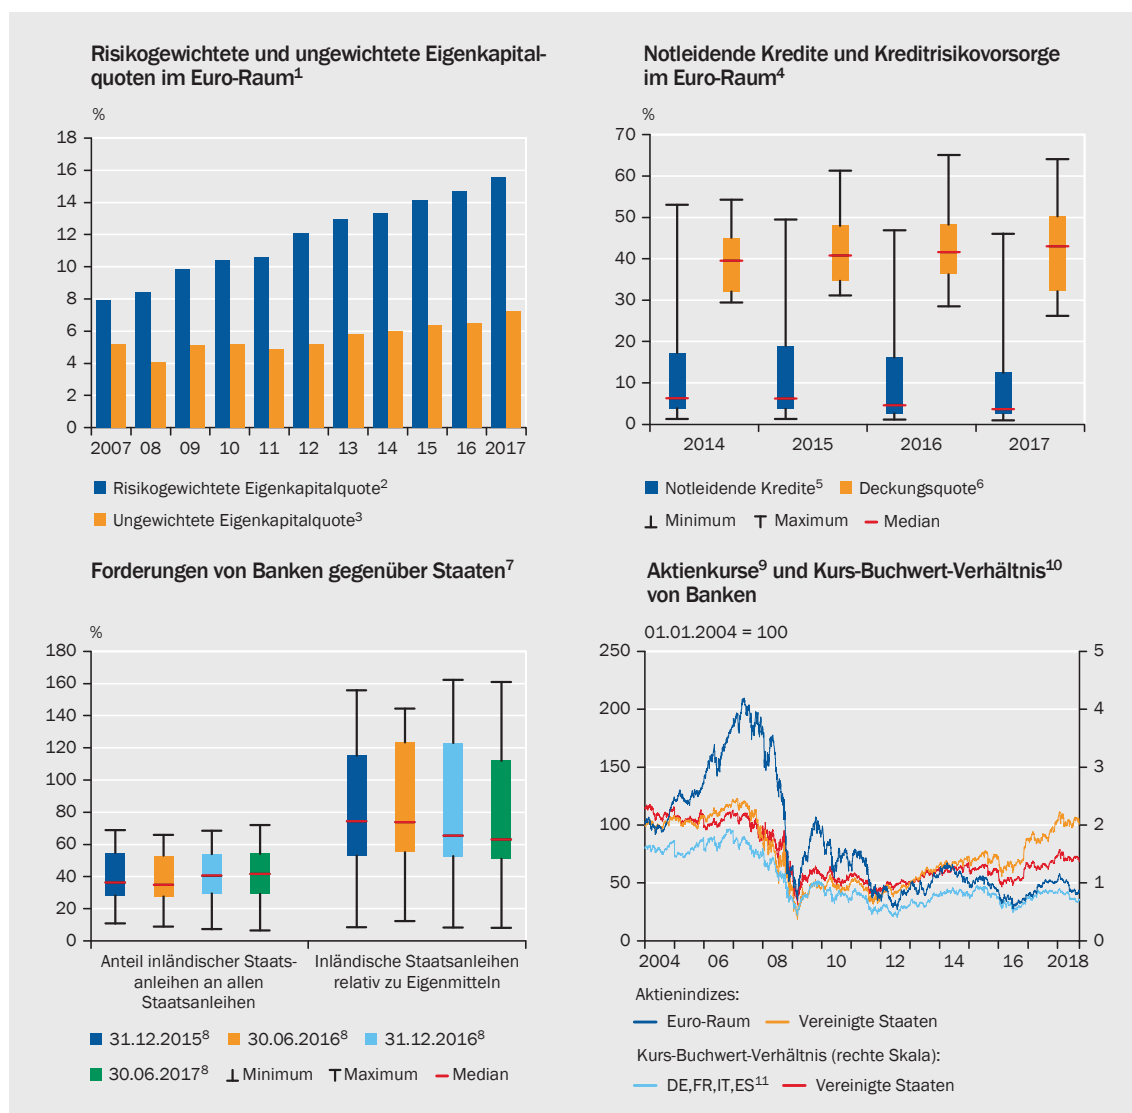 Risikogewichtete und ungewichtete Eigenkapital-
quoten im Euro-Raum¹
%
18
16
14
12
10
8
6
4
2
0
2007 08 09 10 11 12 13 14 15 16 2017
Risikogewichtete Eigenkapitalquote²
Ungewichtete Eigenkapitalquote³
Notleidende Kredite und Kreditrisikovorsorge
im Euro-Raum⁴
%
70
60
50
40
30
20
10
0
2014 2015 2016 2017
Notleidende Kredite⁵ Deckungsquote⁶
Minimum Maximum Median
Forderungen von Banken gegenüber Staaten⁷
%
180
160
140
120
100
80
60
40
20
0
Anteil inländischer Staats-
anleihen an allen
Staatsanleihen
Inländische Staatsanleihen
relativ zu Eigenmitteln
31.12.2015⁸ 30.06.2016⁸ 31.12.2016⁸
30.06.2017⁸ Minimum Maximum Median
Aktienkurse⁹ und Kurs-Buchwert-Verhältnis¹⁰
von Banken
01.01.2004 = 100
250 5
200 4
150 3
100 2
50 1
0 0
2004 06 08 10 12 14 16 2018
Aktienindizes:
Euro-Raum Vereinigte Staaten
Kurs-Buchwert-Verhältnis (rechte Skala):
DE,FR,IT,ES¹¹ Vereinigte Staaten